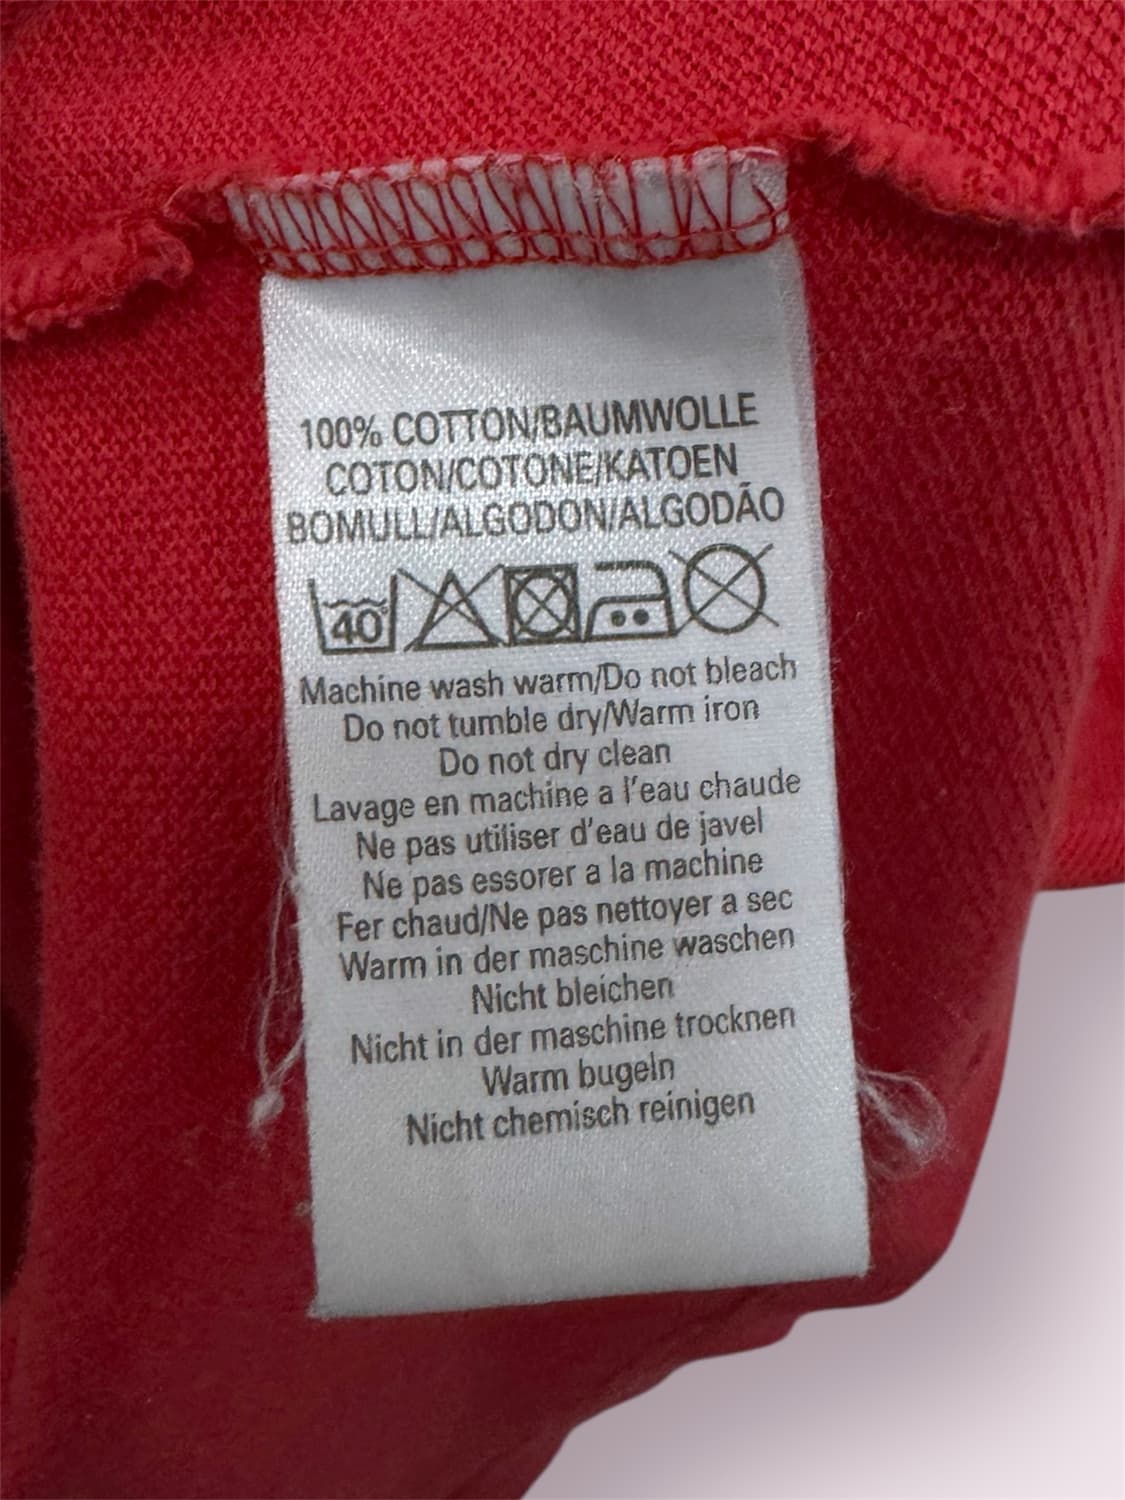 100% COTTON/BAUMWOLLE
COTON/COTONE/KATOEN
BOMULL/ALGODON/ALGODÃO
40
Machine wash warm/Do not bleach
Do not tumble dry/Warm iron
Do not dry clean
Lavage en machine a l'eau chaude
Ne pas utiliser d'eau de javel
Ne pas essorer a la machine
Fer chaud/Ne pas nettoyer a sec
Warm in der maschine waschen
Nicht bleichen
Nicht in der maschine trocknen
Warm bugeln
Nicht chemisch reinigen